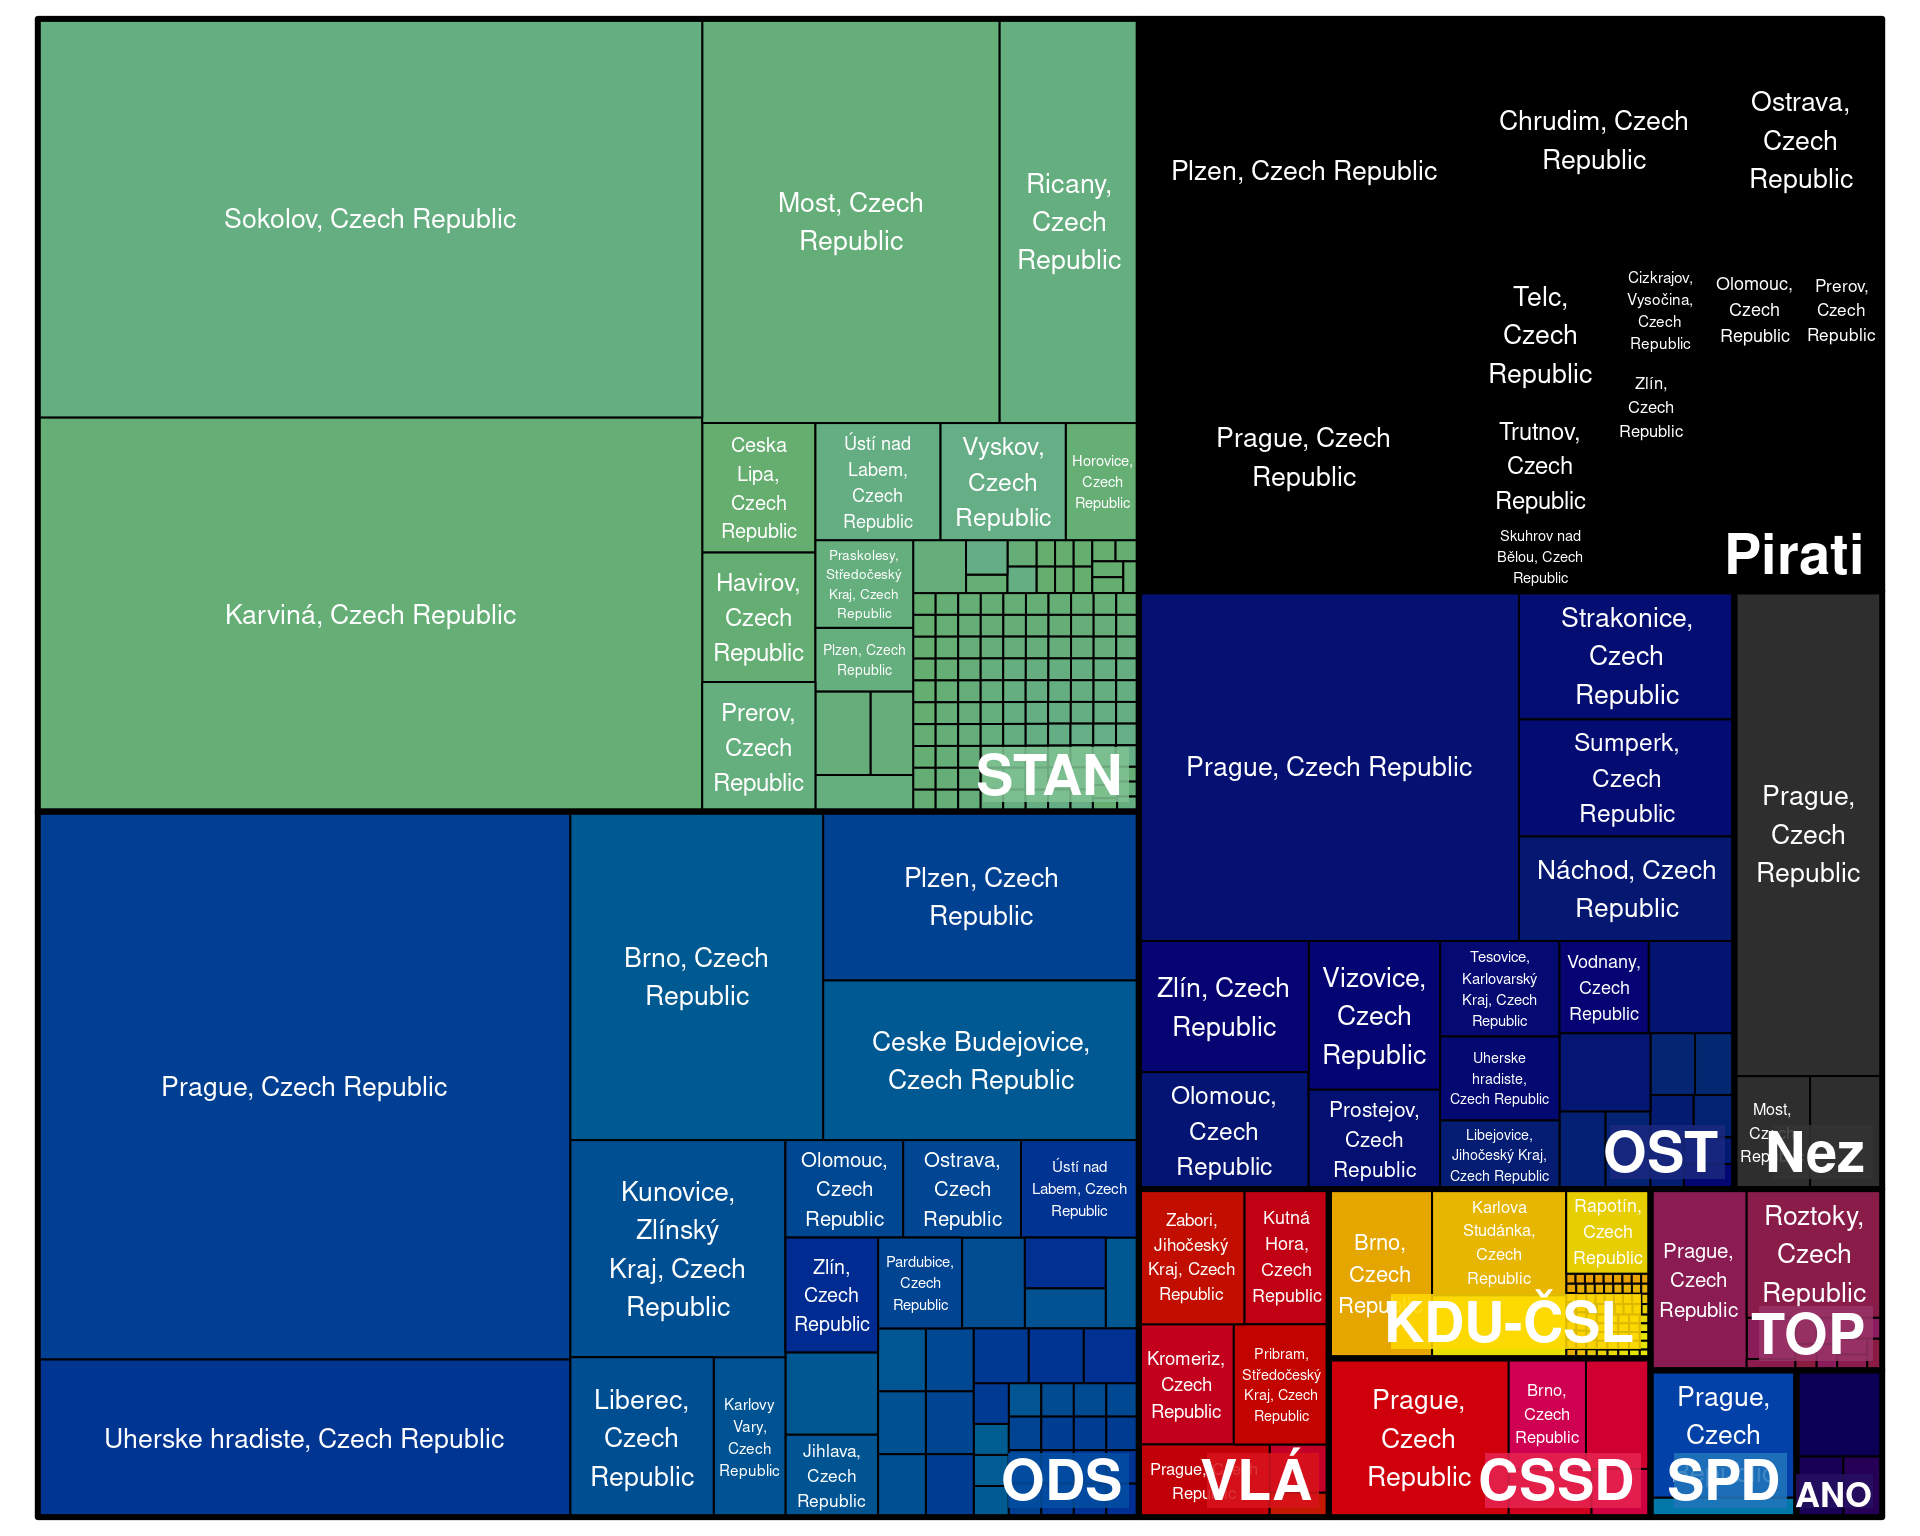 Sokolov, Czech Republic
Karviná, Czech Republic
Most, Czech
Republic
Ricany,
Czech
Republic
Ceska
Lipa,
Czech
Republic
Ústí nad
Labem,
Czech
Republic
Vyskov,
Czech
Republic
Horovice,
Czech
Republic
Havirov,
Czech
Republic
Praskolesy,
Středočeský
Kraj, Czech
Republic
Plzen, Czech
Republic
Prerov,
Czech
Republic
STAN
Plzen, Czech Republic
Chrudim, Czech
Republic
Ostrava,
Czech
Republic
Prague, Czech
Republic
Telc,
Czech
Republic
Cizkrajov,
Vysočina,
Czech
Republic
Olomouc,
Czech
Republic
Prerov,
Czech
Republic
Zlín,
Czech
Republic
Trutnov,
Czech
Republic
Skuhrov nad
Bělou, Czech
Republic
Pirati
Prague, Czech Republic
Uherske hradiste, Czech Republic
Brno, Czech
Republic
Plzen, Czech
Republic
Ceske Budejovice,
Czech Republic
Kunovice,
Zlínský
Kraj, Czech
Republic
Olomouc,
Czech
Republic
Ostrava,
Czech
Republic
Ústí nad
Labem, Czech
Republic
Zlín,
Czech
Republic
Pardubice,
Czech
Republic
Liberec,
Czech
Republic
Karlovy
Vary,
Czech
Republic
Jihlava,
Czech
Republic
ODS
Prague, Czech Republic
Strakonice,
Czech
Republic
Sumperk,
Czech
Republic
Náchod, Czech
Republic
Zlín, Czech
Republic
Olomouc,
Czech
Republic
Vizovice,
Czech
Republic
Prostejov,
Czech
Republic
Tesovice,
Karlovarský
Kraj, Czech
Republic
Uherske
hradiste,
Czech Republic
Libejovice,
Jihočeský Kraj,
Czech Republic
Vodnany,
Czech
Republic
OST
Prague,
Czech
Republic
Most,
Nez
Zabori,
Jihočeský
Kraj, Czech
Republic
Kutná
Hora,
Czech
Republic
Kromeriz,
Czech
Republic
Pribram,
Středočeský
Kraj, Czech
Republic
Prague,
VLÁ
Brno,
Czech
Karlova
Studánka,
Czech
Republic
Rapotín,
Czech
Republic
KDU-ČSL
Prague,
Czech
Republic
Roztoky,
Czech
Republic
TOP
Prague,
Czech
Republic
Brno,
Czech
Republic
CSSD
Prague,
Czech
SPD
ANO